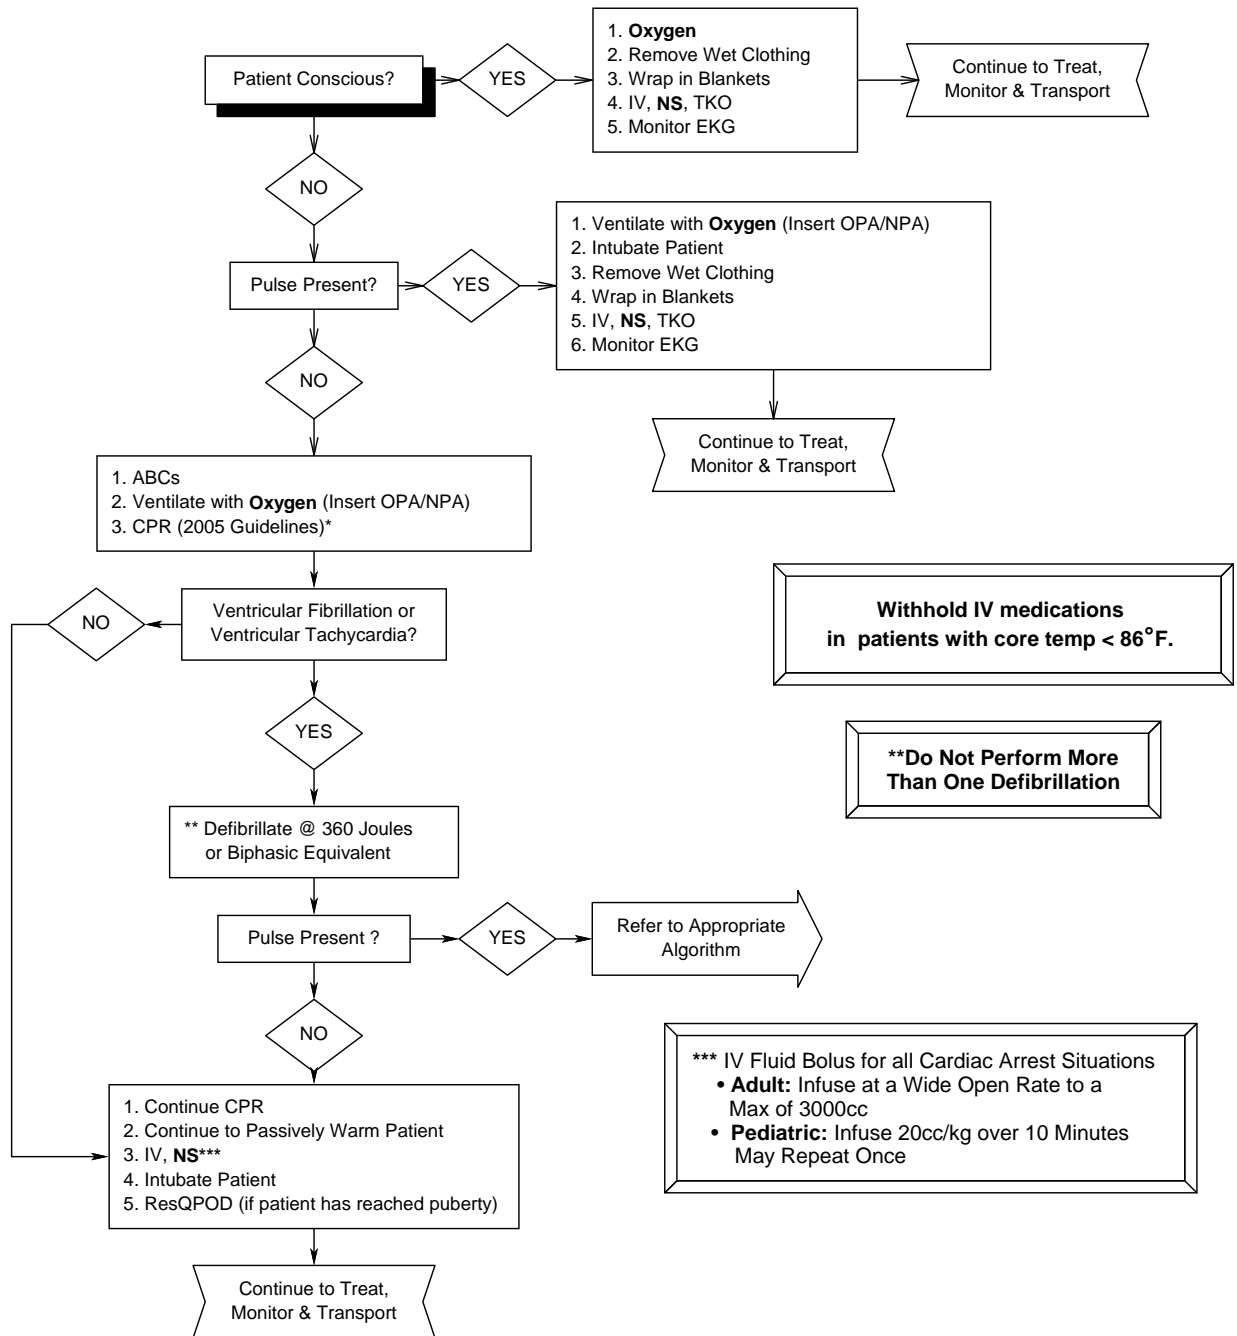 Patient Conscious?
YES
1. Oxygen
2. Remove Wet Clothing
3. Wrap in Blankets
4. IV, NS, TKO
5. Monitor EKG
Continue to Treat,
Monitor & Transport
NO
Pulse Present?
YES
1. Ventilate with Oxygen (Insert OPA/NPA)
2. Intubate Patient
3. Remove Wet Clothing
4. Wrap in Blankets
5. IV, NS, TKO
6. Monitor EKG
Continue to Treat,
Monitor & Transport
NO
1. ABCs
2. Ventilate with Oxygen (Insert OPA/NPA)
3. CPR (2005 Guidelines)*
Ventricular Fibrillation or
Ventricular Tachycardia?
NO
YES
Withhold IV medications
in patients with core temp < 86°F.
**Do Not Perform More
Than One Defibrillation
** Defibrillate @ 360 Joules
or Biphasic Equivalent
Pulse Present ?
YES
Refer to Appropriate
Algorithm
NO
*** IV Fluid Bolus for all Cardiac Arrest Situations
• Adult: Infuse at a Wide Open Rate to a
Max of 3000cc
• Pediatric: Infuse 20cc/kg over 10 Minutes
May Repeat Once
1. Continue CPR
2. Continue to Passively Warm Patient
3. IV, NS***
4. Intubate Patient
5. ResQPOD (if patient has reached puberty)
Continue to Treat,
Monitor & Transport